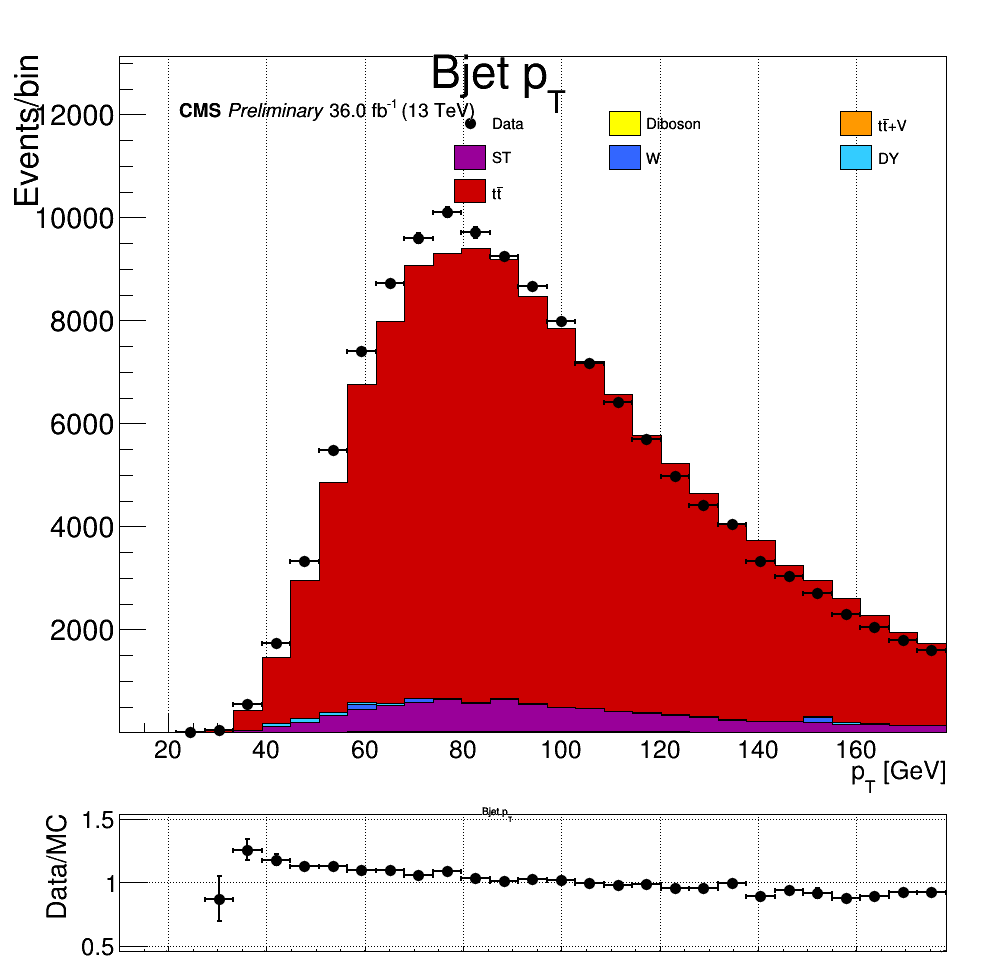 Bjet p_T
CMS Preliminary 36.0 fb⁻¹ (13 TeV)
Data
Diboson
tt̄+V
ST
W
DY
tt̄
Events/bin
12000
10000
8000
6000
4000
2000
20 40 60 80 100 120 140 160
p_T [GeV]
Bjet p_T
Data/MC
1.5
1
0.5